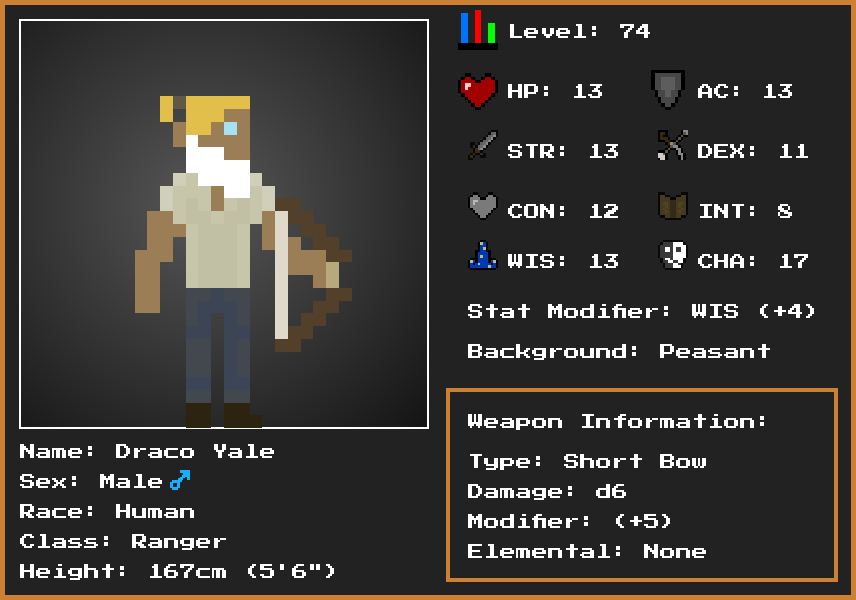 Level: 74
HP: 13 AC: 13
STR: 13 DEX: 11
CON: 12 INT: 8
WIS: 13 CHA: 17
Stat Modifier: WIS (+4)
Background: Peasant
Weapon Information:
Type: Short Bow
Damage: d6
Modifier: (+5)
Elemental: None
Name: Draco Yale
Sex: Male♂
Race: Human
Class: Ranger
Height: 167cm (5'6")